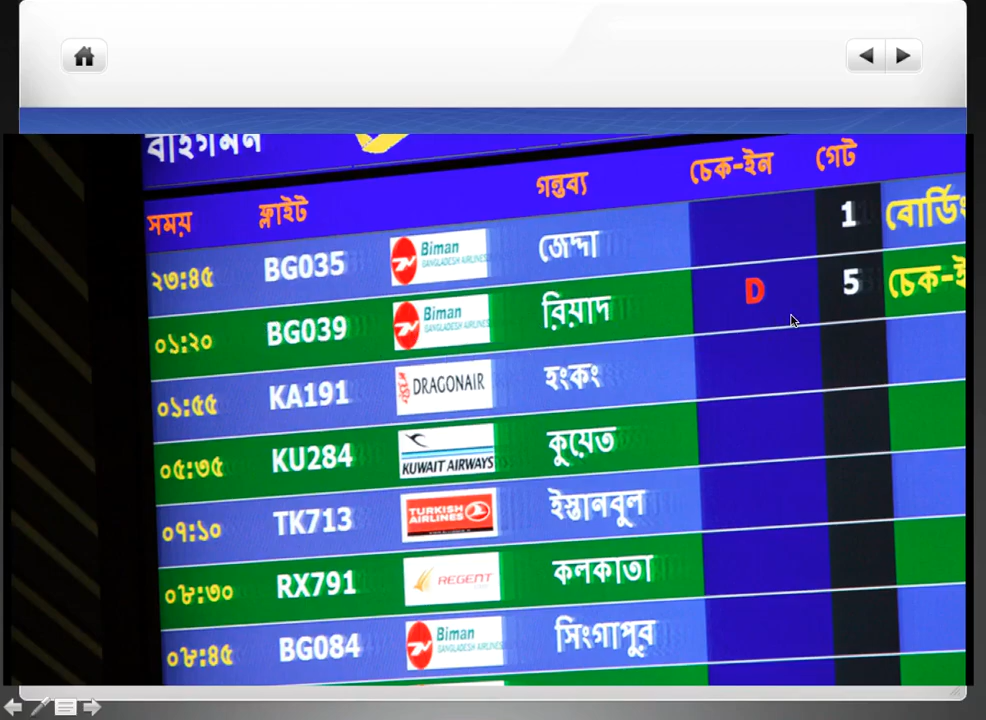 বহির্গমন
সময় ফ্লাইট গন্তব্য চেক-ইন গেট
২৩:৪৫ BG035 Biman BANGLADESH AIRLINES জেদ্দা 1
০১:২০ BG039 Biman BANGLADESH AIRLINES রিয়াদ D 5
০১:৫৫ KA191 DRAGONAIR হংকং
০৫:৩৫ KU284 KUWAIT AIRWAYS কুয়েত
০৭:১০ TK713 TURKISH AIRLINES ইস্তানবুল
০৮:৩০ RX791 REGENT কলকাতা
০৮:৪৫ BG084 Biman BANGLADESH AIRLINES সিংগাপুর